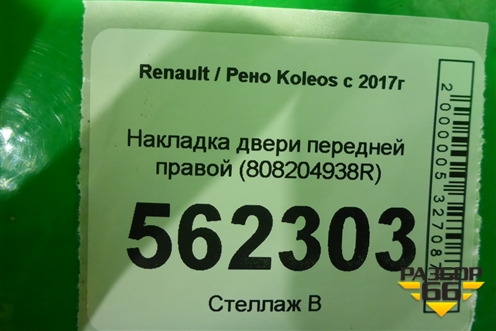 Renault / Рено Koleos с 2017г
Накладка двери передней
правой (808204938R)
562303
Стеллаж В
РАЗБОР
66